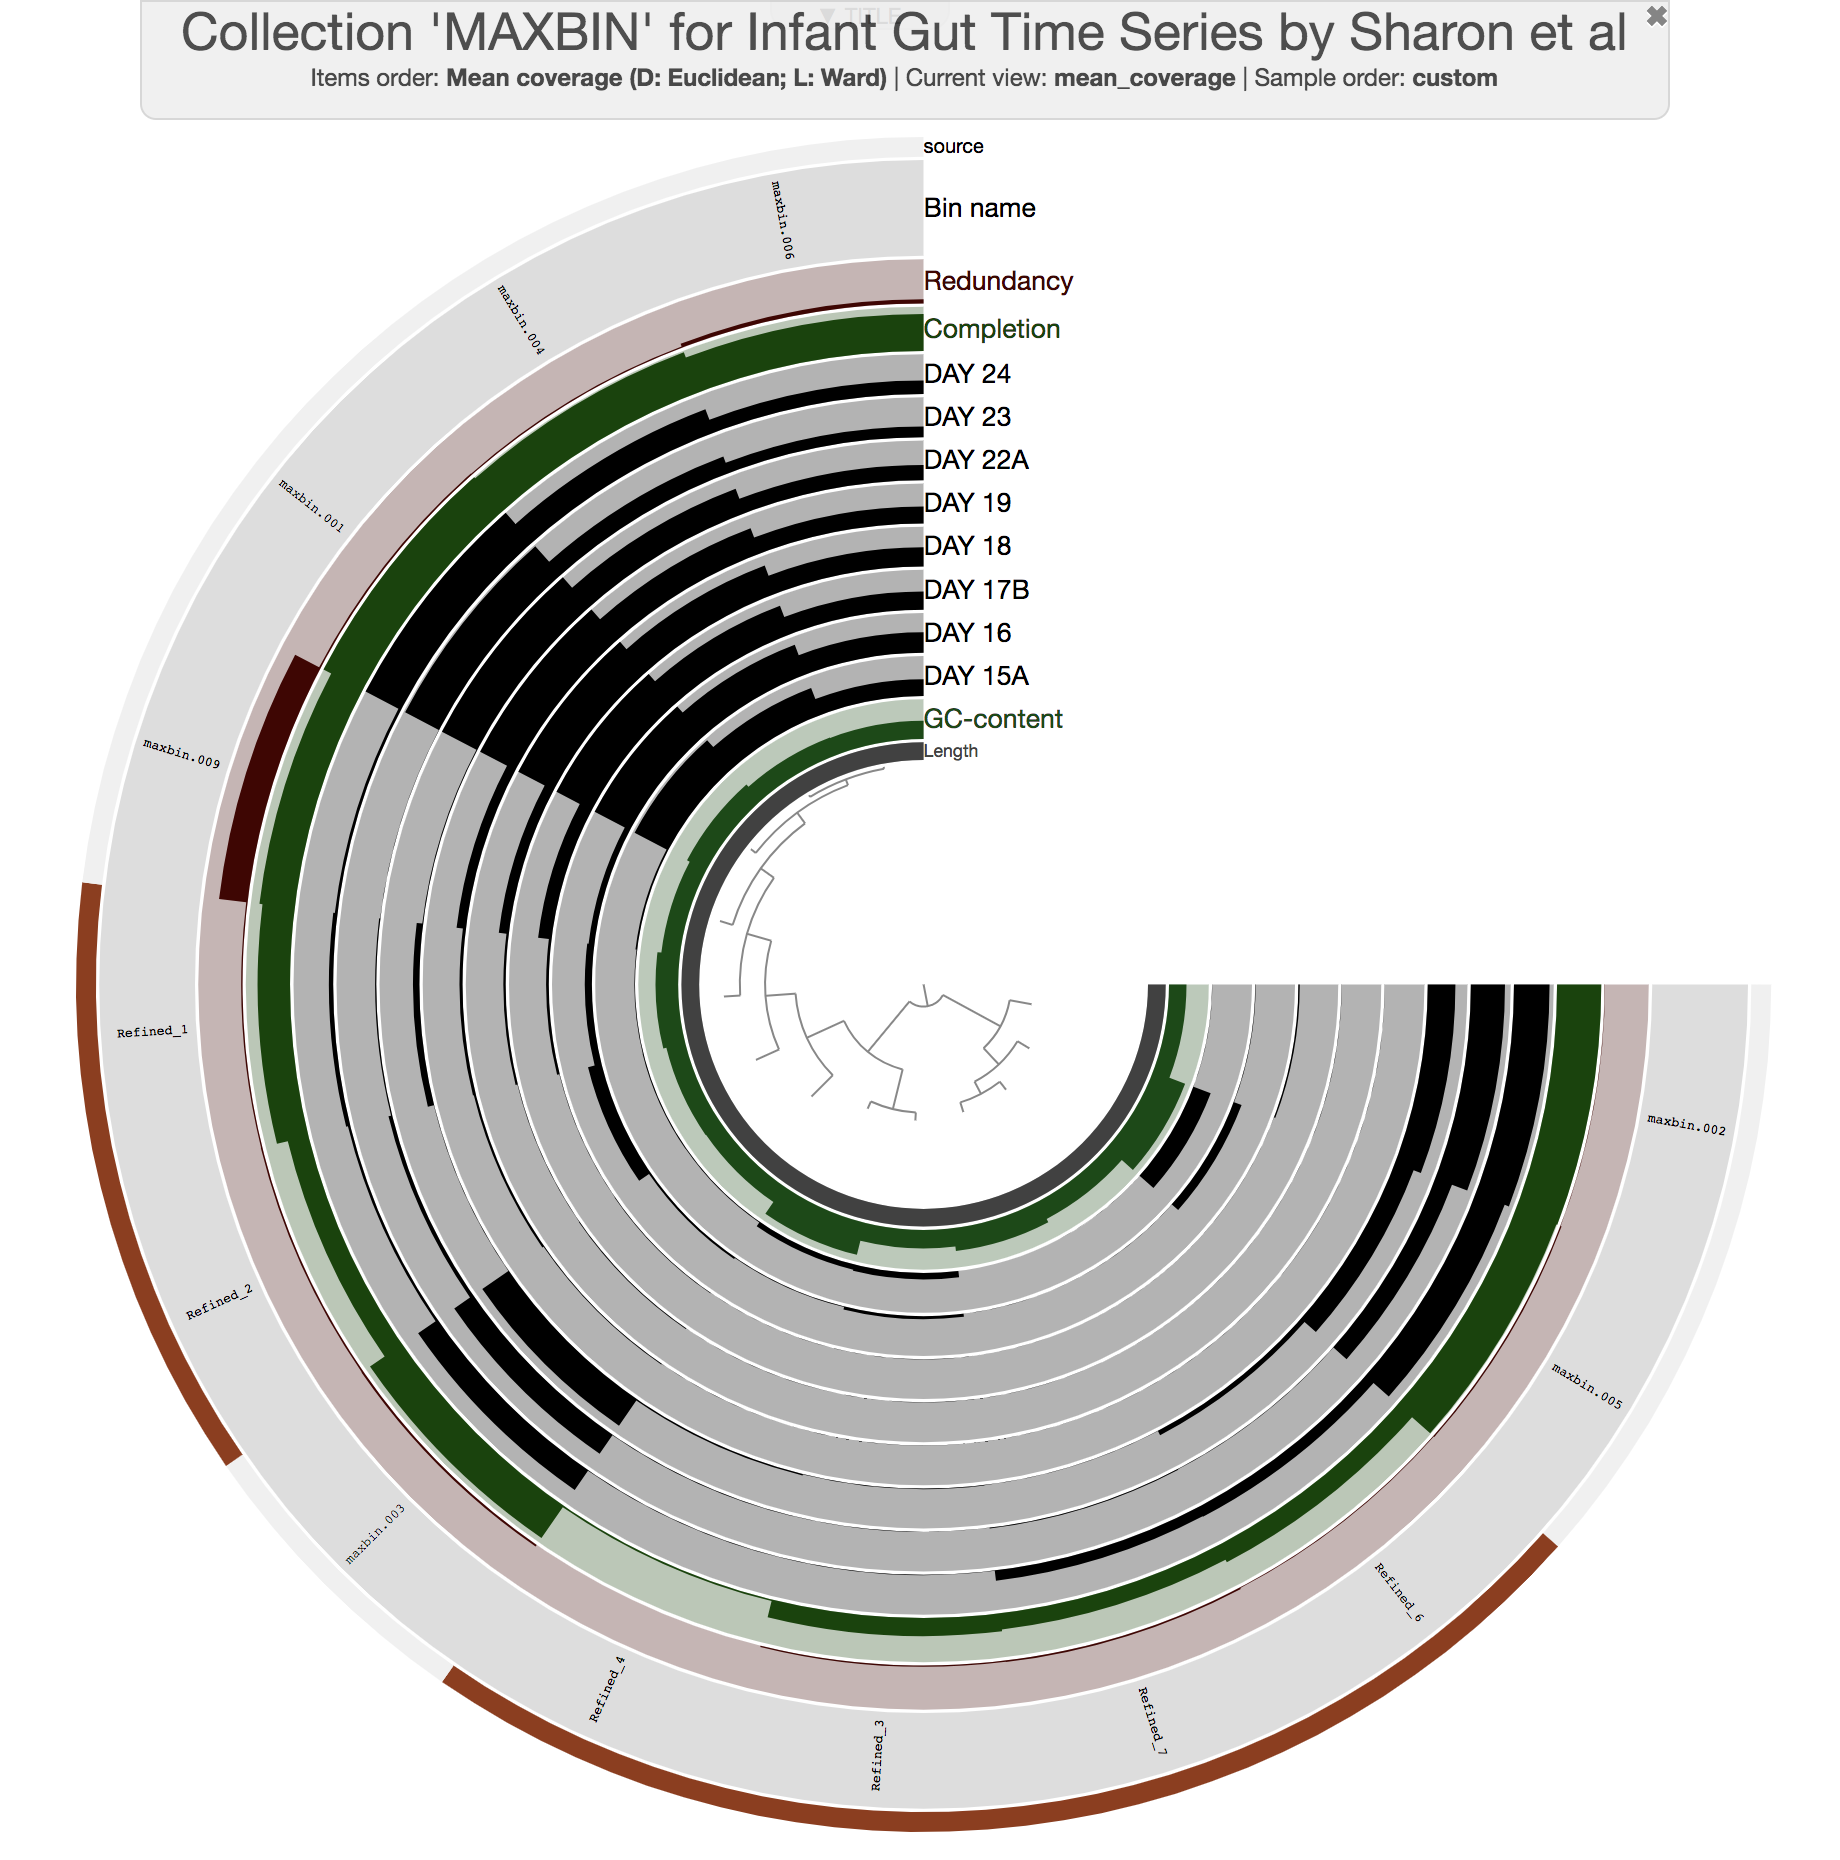 ▼ TITLE
Collection 'MAXBIN' for Infant Gut Time Series by Sharon et al
Items order: Mean coverage (D: Euclidean; L: Ward) | Current view: mean_coverage | Sample order: custom
source
Bin name
Redundancy
Completion
DAY 24
DAY 23
DAY 22A
DAY 19
DAY 18
DAY 17B
DAY 16
DAY 15A
GC-content
Length
maxbin.006
maxbin.004
maxbin.001
maxbin.009
Refined_1
Refined_2
maxbin.003
Refined_4
Refined_3
Refined_7
Refined_6
maxbin.005
maxbin.002